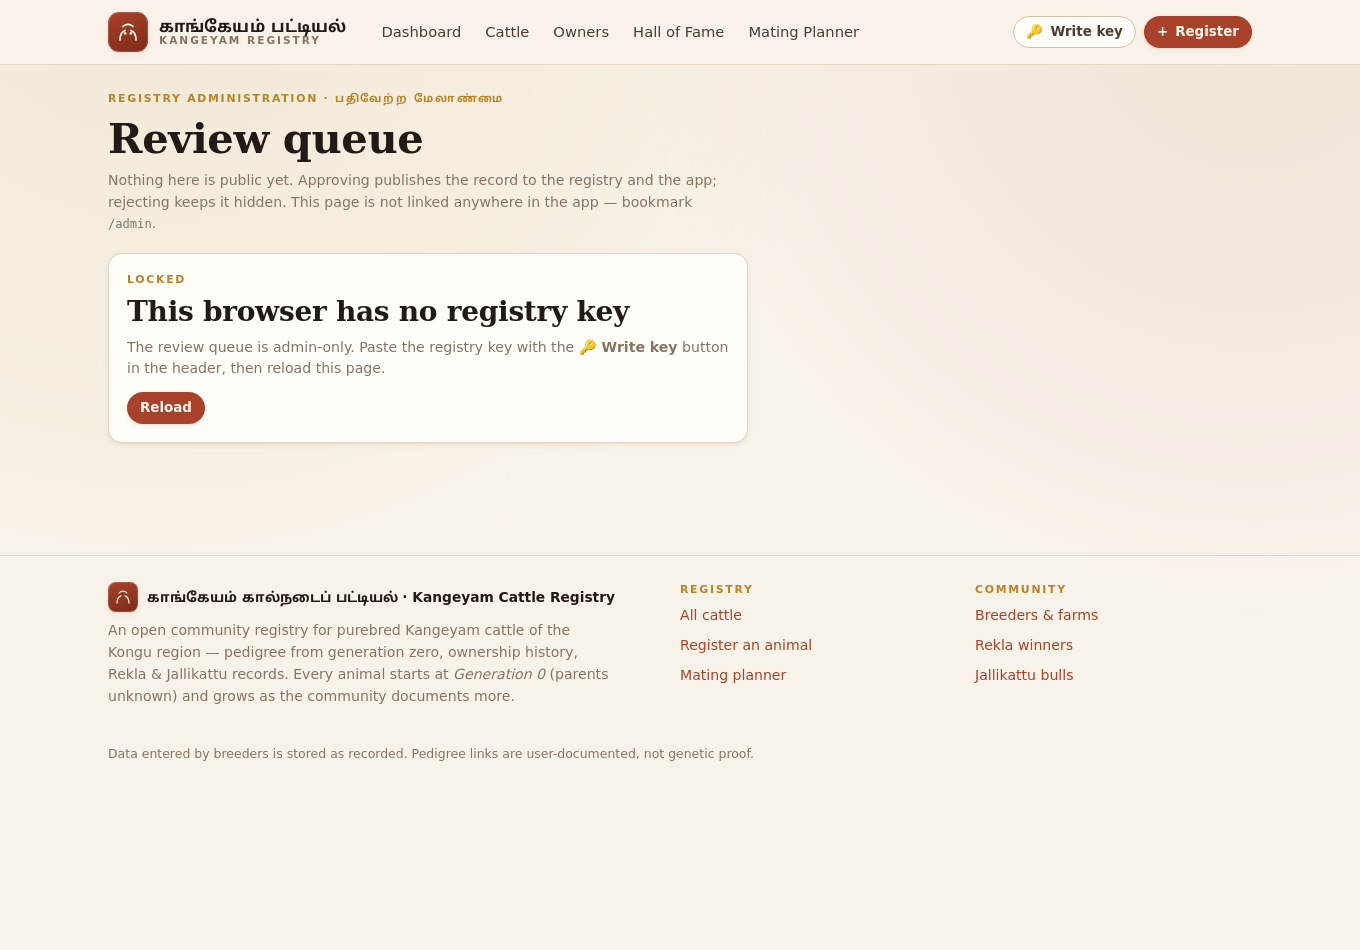 காங்கேயம் பட்டியல்
KANGEYAM REGISTRY
Dashboard
Cattle
Owners
Hall of Fame
Mating Planner
🔑 Write key
+ Register
REGISTRY ADMINISTRATION · பதிவேற்ற மேலாண்மை
Review queue
Nothing here is public yet. Approving publishes the record to the registry and the app;
rejecting keeps it hidden. This page is not linked anywhere in the app — bookmark
/admin.
LOCKED
This browser has no registry key
The review queue is admin-only. Paste the registry key with the 🔑 Write key button
in the header, then reload this page.
Reload
காங்கேயம் கால்நடைப் பட்டியல் · Kangeyam Cattle Registry
An open community registry for purebred Kangeyam cattle of the
Kongu region — pedigree from generation zero, ownership history,
Rekla & Jallikattu records. Every animal starts at Generation 0 (parents
unknown) and grows as the community documents more.
REGISTRY
All cattle
Register an animal
Mating planner
COMMUNITY
Breeders & farms
Rekla winners
Jallikattu bulls
Data entered by breeders is stored as recorded. Pedigree links are user-documented, not genetic proof.